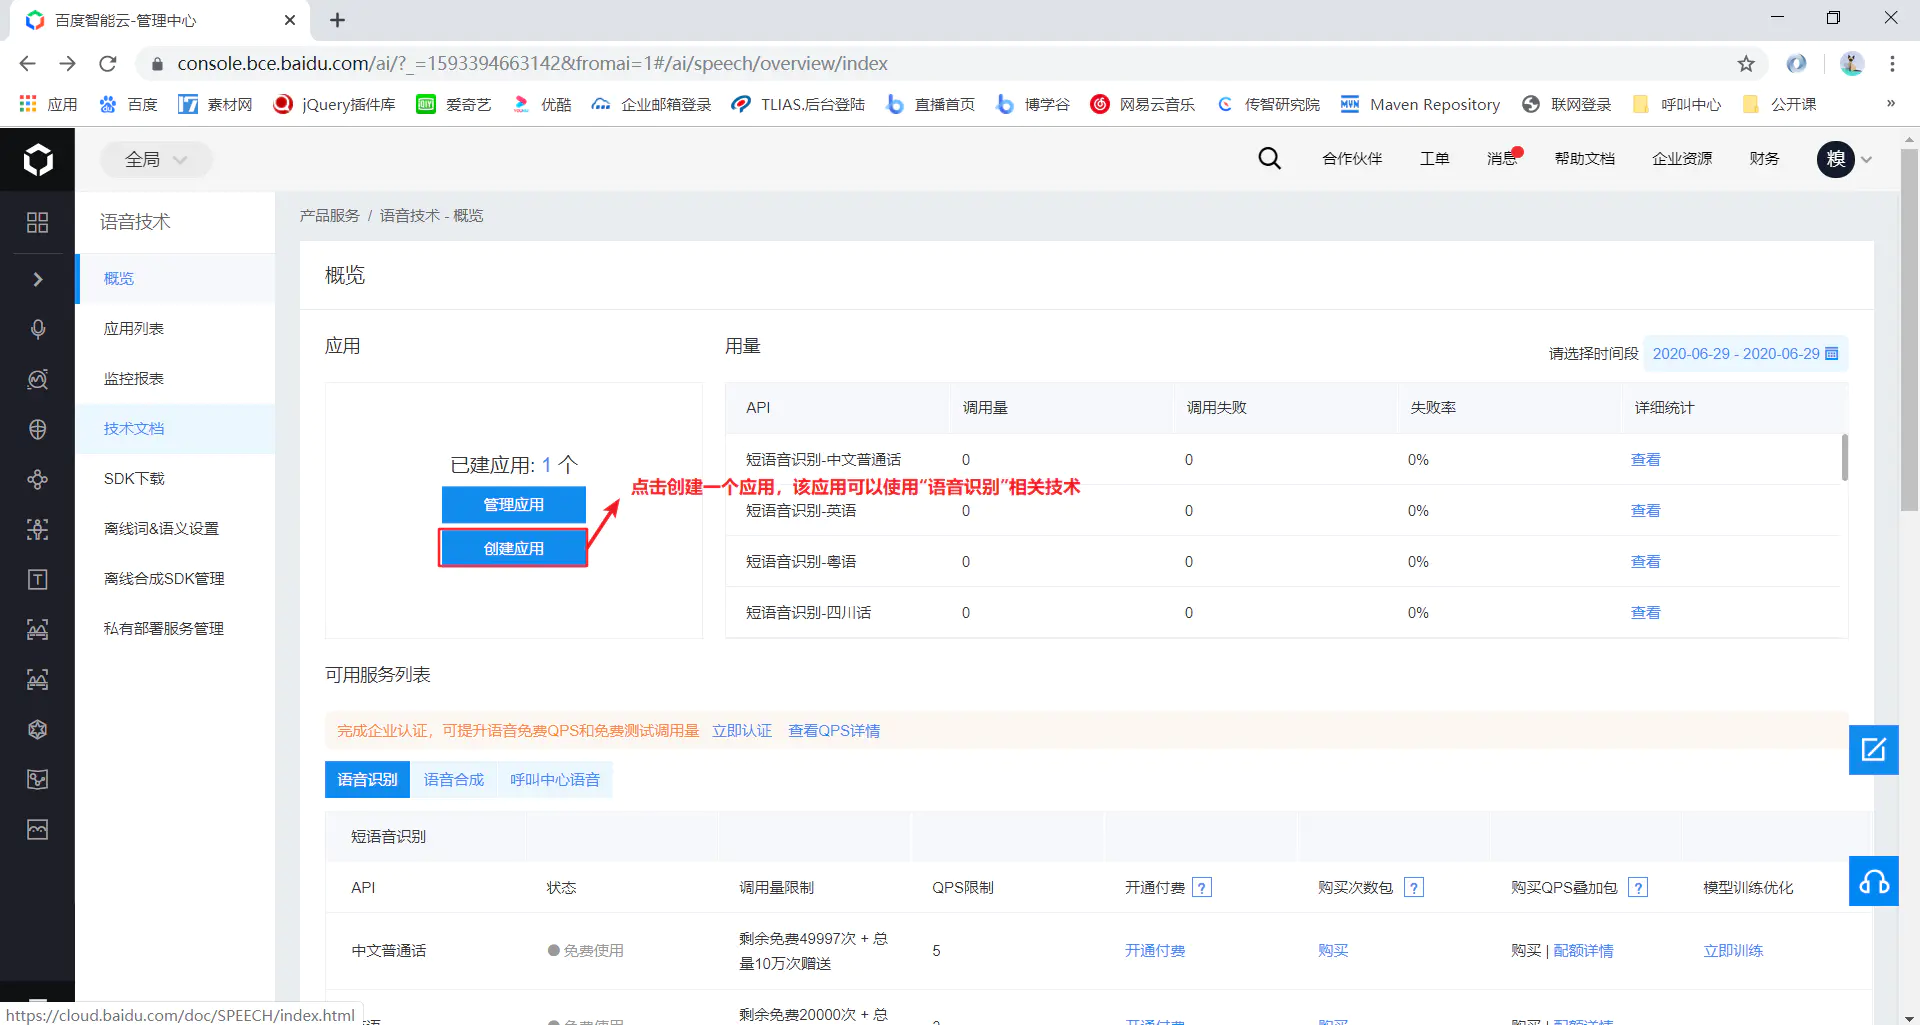 百度智能云-管理中心
console.bce.baidu.com/ai/?_=1593394663142&fromai=1#/ai/speech/overview/index
应用 百度 素材网 jQuery插件库 爱奇艺 优酷 企业邮箱登录 TLIAS.后台登陆 直播首页 博学谷 网易云音乐 传智研究院 Maven Repository 联网登录 呼叫中心 公开课 »
全局 合作伙伴 工单 消息 帮助文档 企业资源 财务 糗
语音技术
概览
应用列表
监控报表
技术文档
SDK下载
离线词&语义设置
离线合成SDK管理
私有部署服务管理
产品服务 / 语音技术 - 概览
概览
应用
已建应用: 1 个
管理应用
创建应用
点击创建一个应用，该应用可以使用“语音识别”相关技术
用量
请选择时间段 2020-06-29 - 2020-06-29
API 调用量 调用失败 失败率 详细统计
短语音识别-中文普通话 0 0 0% 查看
短语音识别-英语 0 0 0% 查看
短语音识别-粤语 0 0 0% 查看
短语音识别-四川话 0 0 0% 查看
可用服务列表
完成企业认证，可提升语音免费QPS和免费测试调用量 立即认证 查看QPS详情
语音识别 语音合成 呼叫中心语音
短语音识别
API 状态 调用量限制 QPS限制 开通付费 ? 购买次数包 ? 购买QPS叠加包 ? 模型训练优化
中文普通话 免费使用 剩余免费49997次 + 总
量10万次赠送 5 开通付费 购买 购买 | 配额详情 立即训练
剩余免费20000次 + 总
免费使用 开通付费 购买 购买 | 配额详情
https://cloud.baidu.com/doc/SPEECH/index.html